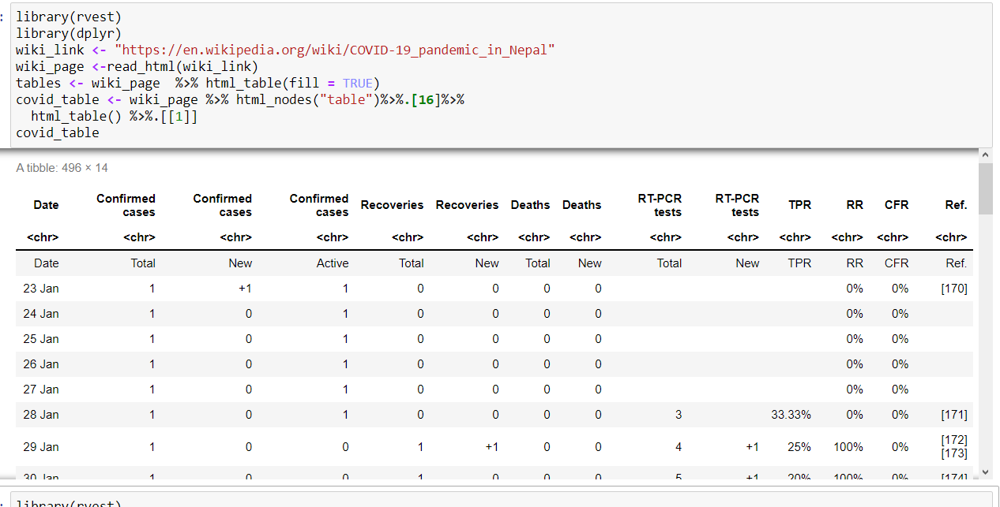 : library(rvest)
library(dplyr)
wiki_link <- "https://en.wikipedia.org/wiki/COVID-19_pandemic_in_Nepal"
wiki_page <-read_html(wiki_link)
tables <- wiki_page  %>% html_table(fill = TRUE)
covid_table <- wiki_page %>% html_nodes("table")%>%.[16]%>%
  html_table() %>%.[[1]]
covid_table
A tibble: 496 × 14
Date Confirmed cases Confirmed cases Confirmed cases Recoveries Recoveries Deaths Deaths RT-PCR tests RT-PCR tests TPR RR CFR Ref.
<chr> <chr> <chr> <chr> <chr> <chr> <chr> <chr> <chr> <chr> <chr> <chr> <chr> <chr>
Date Total New Active Total New Total New Total New TPR RR CFR Ref.
23 Jan 1 +1 1 0 0 0 0 0% 0% [170]
24 Jan 1 0 1 0 0 0 0 0% 0%
25 Jan 1 0 1 0 0 0 0 0% 0%
26 Jan 1 0 1 0 0 0 0 0% 0%
27 Jan 1 0 1 0 0 0 0 0% 0%
28 Jan 1 0 1 0 0 0 0 3 33.33% 0% 0% [171]
29 Jan 1 0 0 1 +1 0 0 4 +1 25% 100% 0% [172] [173]
30 Jan 1 0 0 1 0 0 0 5 +1 20% 100% 0% [174]
: library(rvest)